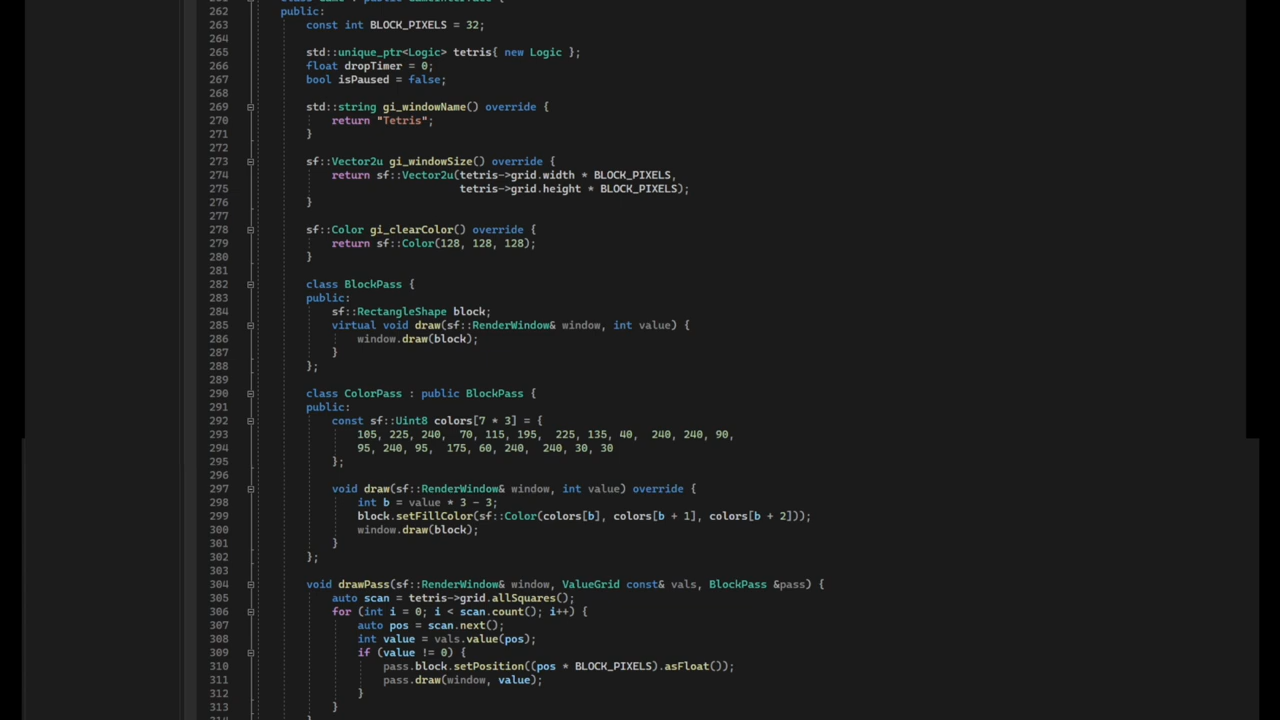 262 public:
263 const int BLOCK_PIXELS = 32;
264
265 std::unique_ptr<Logic> tetris{ new Logic };
266 float dropTimer = 0;
267 bool isPaused = false;
268
269 std::string gi_windowName() override {
270 return "Tetris";
271 }
272
273 sf::Vector2u gi_windowSize() override {
274 return sf::Vector2u(tetris->grid.width * BLOCK_PIXELS,
275 tetris->grid.height * BLOCK_PIXELS);
276 }
277
278 sf::Color gi_clearColor() override {
279 return sf::Color(128, 128, 128);
280 }
281
282 class BlockPass {
283 public:
284 sf::RectangleShape block;
285 virtual void draw(sf::RenderWindow& window, int value) {
286 window.draw(block);
287 }
288 };
289
290 class ColorPass : public BlockPass {
291 public:
292 const sf::Uint8 colors[7 * 3] = {
293 105, 225, 240, 70, 115, 195, 225, 135, 40, 240, 240, 90,
294 95, 240, 95, 175, 60, 240, 240, 30, 30
295 };
296
297 void draw(sf::RenderWindow& window, int value) override {
298 int b = value * 3 - 3;
299 block.setFillColor(sf::Color(colors[b], colors[b + 1], colors[b + 2]));
300 window.draw(block);
301 }
302 };
303
304 void drawPass(sf::RenderWindow& window, ValueGrid const& vals, BlockPass &pass) {
305 auto scan = tetris->grid.allSquares();
306 for (int i = 0; i < scan.count(); i++) {
307 auto pos = scan.next();
308 int value = vals.value(pos);
309 if (value != 0) {
310 pass.block.setPosition((pos * BLOCK_PIXELS).asFloat());
311 pass.draw(window, value);
312 }
313 }